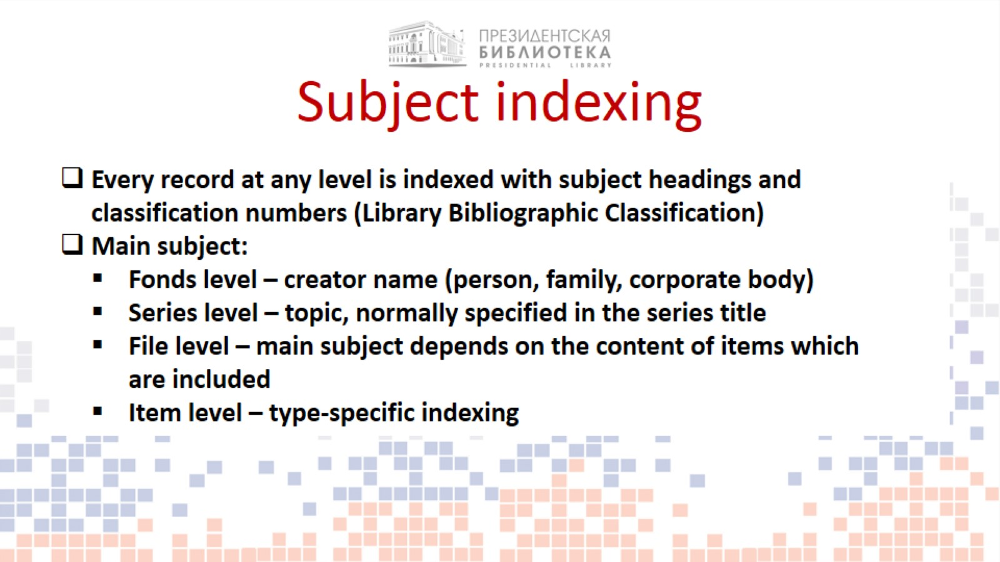 ПРЕЗИДЕНТСКАЯ
БИБЛИОТЕКА
PRESIDENTIAL LIBRARY
Subject indexing
Every record at any level is indexed with subject headings and
classification numbers (Library Bibliographic Classification)
Main subject:
Fonds level – creator name (person, family, corporate body)
Series level – topic, normally specified in the series title
File level – main subject depends on the content of items which
are included
Item level – type-specific indexing